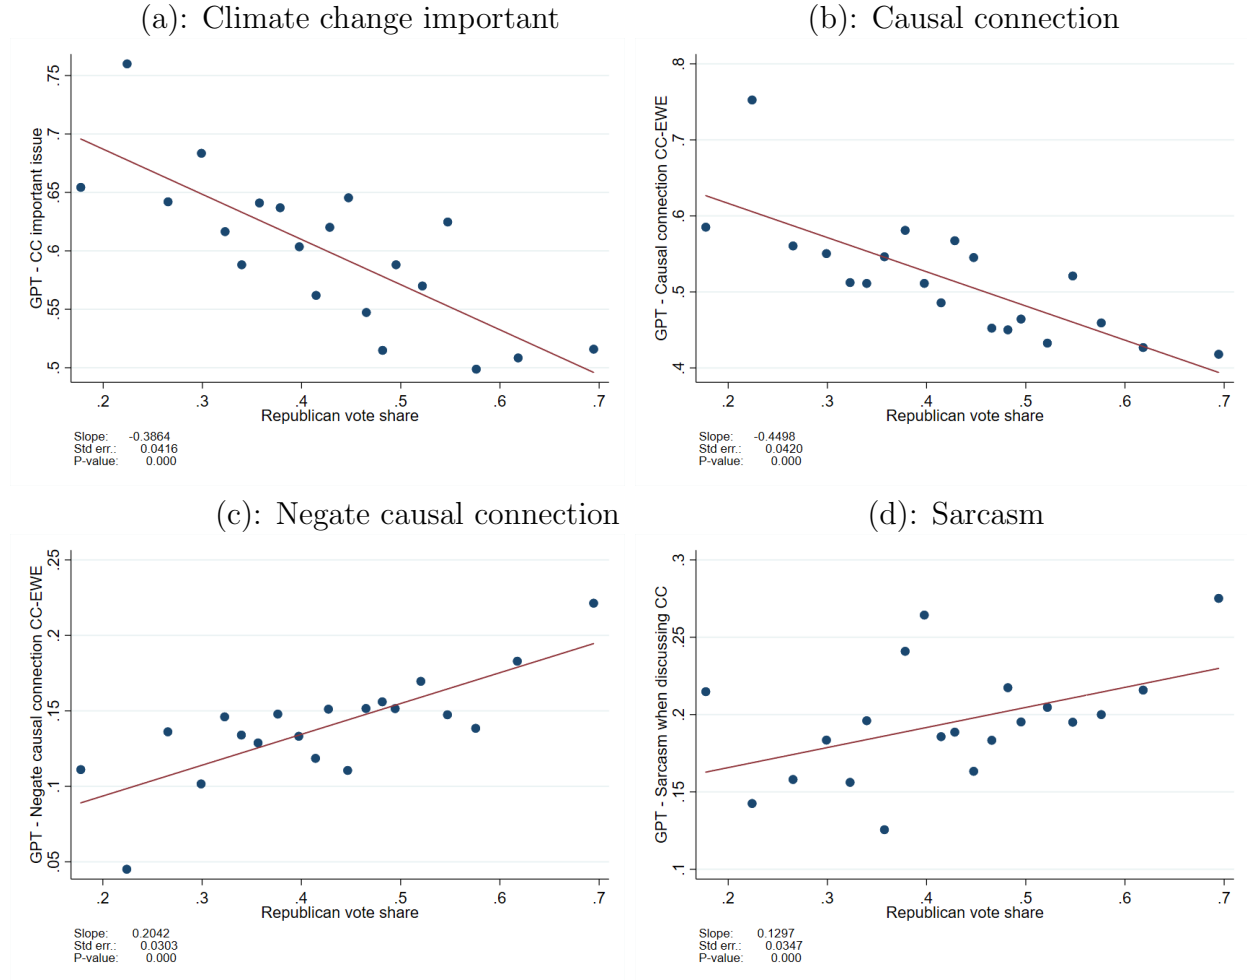 (a): Climate change important
GPT - CC important issue
.75
.7
.65
.6
.55
.5
.2 .3 .4 .5 .6 .7
Republican vote share
Slope: -0.3864
Std err.: 0.0416
P-value: 0.000
(b): Causal connection
GPT - Causal connection CC-EWE
.8
.7
.6
.5
.4
.2 .3 .4 .5 .6 .7
Republican vote share
Slope: -0.4498
Std err.: 0.0420
P-value: 0.000
(c): Negate causal connection
GPT - Negate causal connection CC-EWE
.25
.2
.15
.1
.05
.2 .3 .4 .5 .6 .7
Republican vote share
Slope: 0.2042
Std err.: 0.0303
P-value: 0.000
(d): Sarcasm
GPT - Sarcasm when discussing CC
.3
.25
.2
.15
.1
.2 .3 .4 .5 .6 .7
Republican vote share
Slope: 0.1297
Std err.: 0.0347
P-value: 0.000